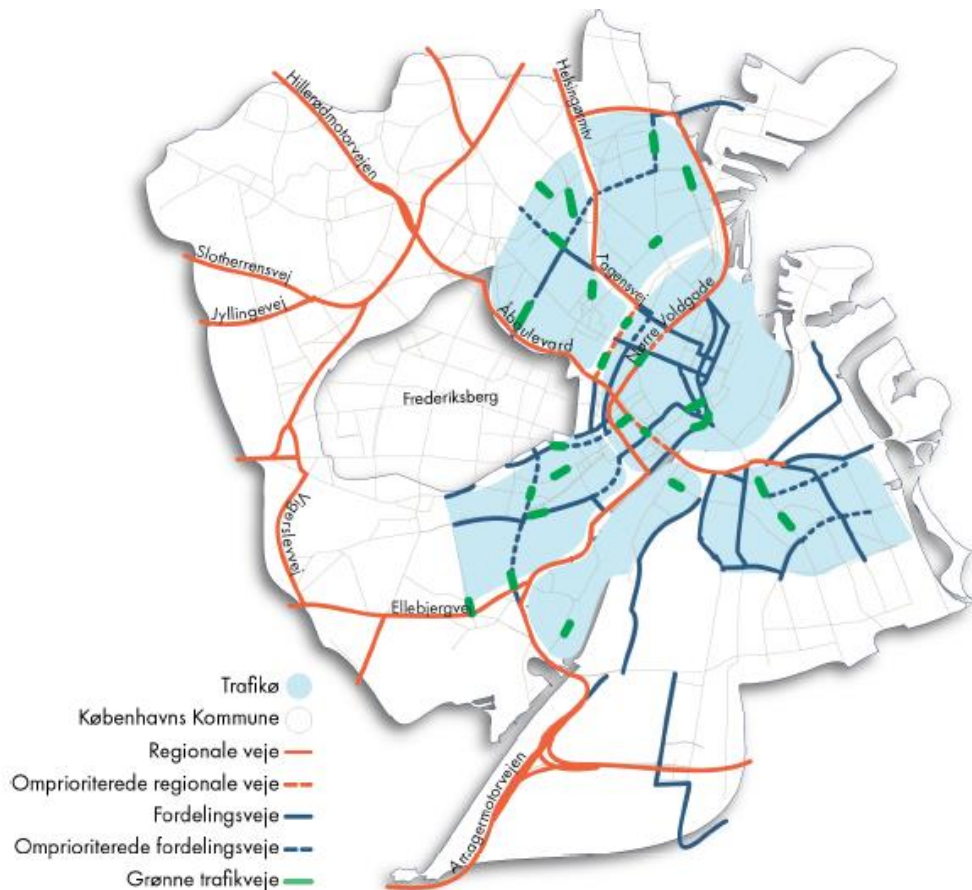 Hillerødmotorvejen
Helsingørmtv
Slotherrensvej
Jyllingevej
Tagensvej
Nørre Voldgade
Åboulevard
Frederiksberg
Vigerslevvej
Ellebjergvej
Amagermotorvejen
Trafikø
Københavns Kommune
Regionale veje
Omprioriterede regionale veje
Fordelingsveje
Omprioriterede fordelingsveje
Grønne trafikveje